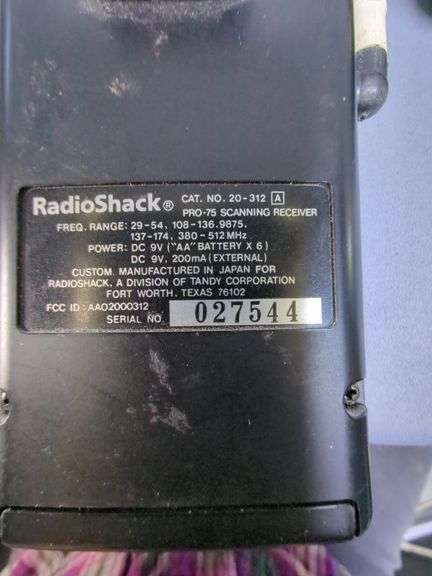 RadioShack® CAT. NO. 20-312 A
PRO-75 SCANNING RECEIVER
FREQ. RANGE: 29-54, 108-136.9875,
137-174, 380-512 MHz
POWER: DC 9V ("AA" BATTERY X 6)
DC 9V, 200mA (EXTERNAL)
CUSTOM MANUFACTURED IN JAPAN FOR
RADIOSHACK, A DIVISION OF TANDY CORPORATION
FORT WORTH, TEXAS 76102
FCC ID: AAO2000312
SERIAL NO. 027544